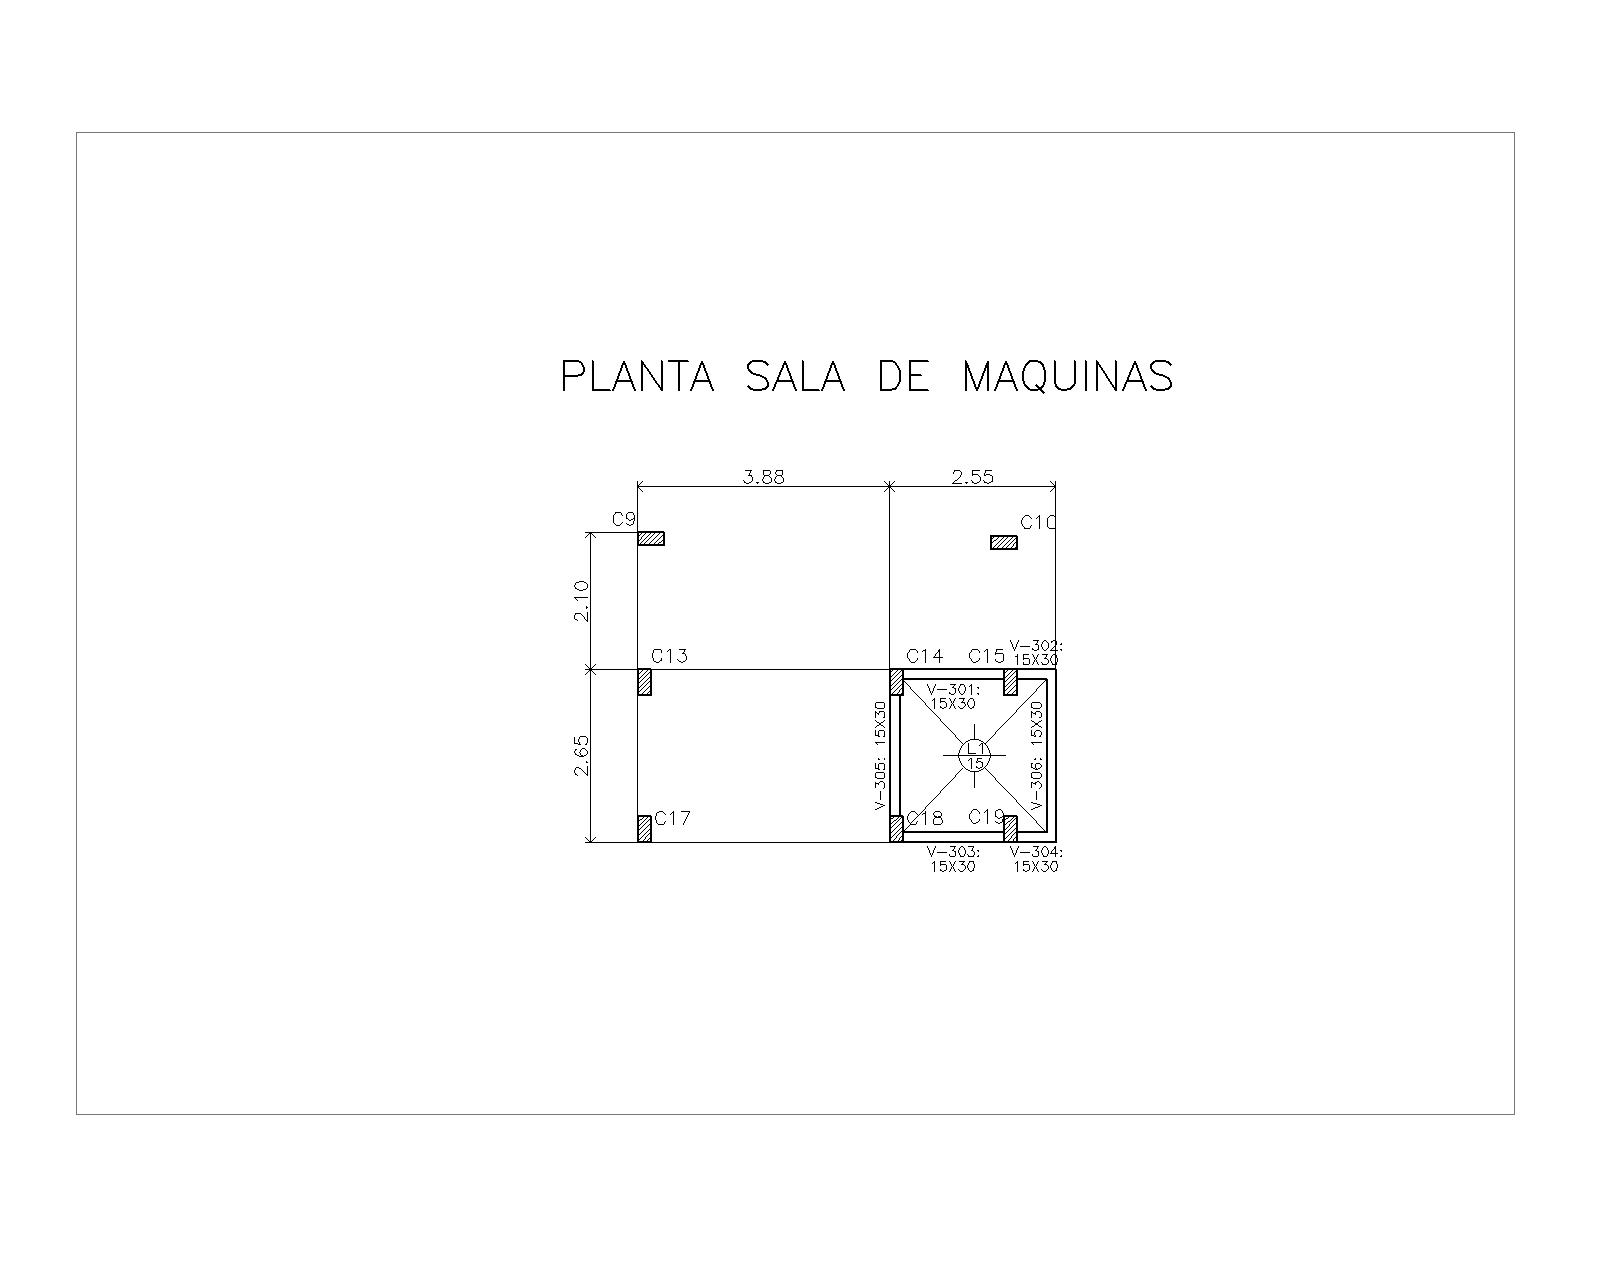 PLANTA SALA DE MAQUINAS
3.88
2.55
C9
C10
2.10
C13
C14
C15
V-302:
15X30
V-301:
15X30
2.65
V-305: 15X30
L1
15
V-306: 15X30
C17
C18
C19
V-303:
15X30
V-304:
15X30